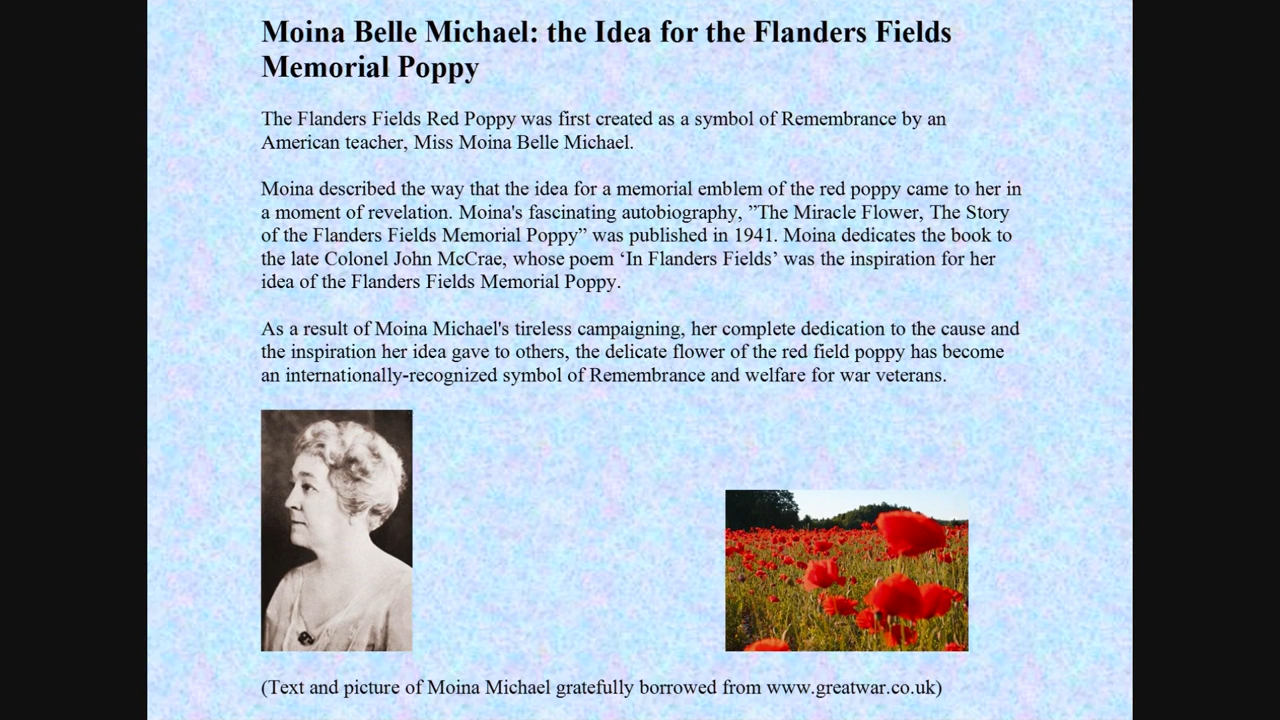 Moina Belle Michael: the Idea for the Flanders Fields
Memorial Poppy
The Flanders Fields Red Poppy was first created as a symbol of Remembrance by an
American teacher, Miss Moina Belle Michael.
Moina described the way that the idea for a memorial emblem of the red poppy came to her in
a moment of revelation. Moina's fascinating autobiography, ”The Miracle Flower, The Story
of the Flanders Fields Memorial Poppy” was published in 1941. Moina dedicates the book to
the late Colonel John McCrae, whose poem ‘In Flanders Fields’ was the inspiration for her
idea of the Flanders Fields Memorial Poppy.
As a result of Moina Michael's tireless campaigning, her complete dedication to the cause and
the inspiration her idea gave to others, the delicate flower of the red field poppy has become
an internationally-recognized symbol of Remembrance and welfare for war veterans.
(Text and picture of Moina Michael gratefully borrowed from www.greatwar.co.uk)